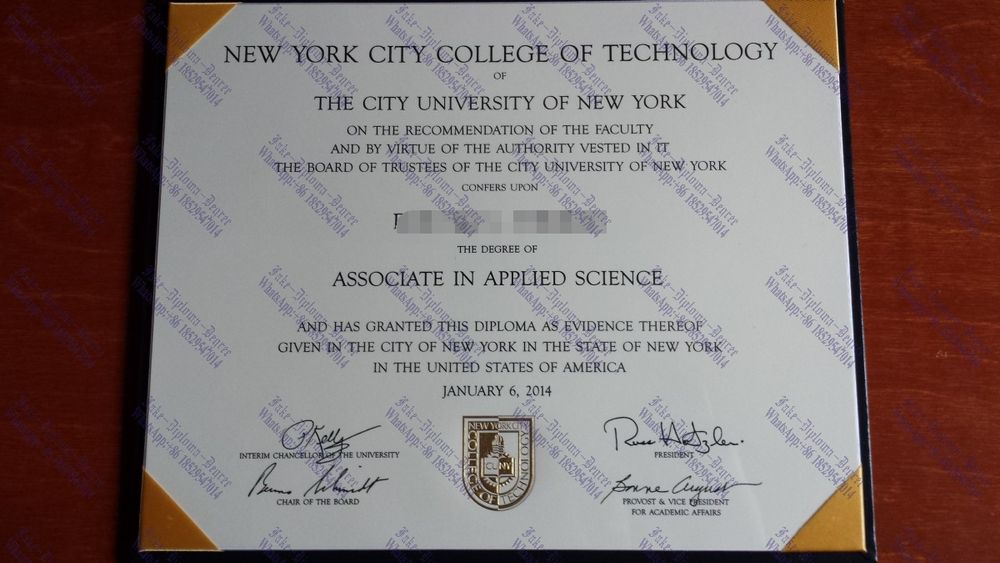 NEW YORK CITY COLLEGE OF TECHNOLOGY
OF
THE CITY UNIVERSITY OF NEW YORK
ON THE RECOMMENDATION OF THE FACULTY
AND BY VIRTUE OF THE AUTHORITY VESTED IN IT
THE BOARD OF TRUSTEES OF THE CITY UNIVERSITY OF NEW YORK
CONFERS UPON
THE DEGREE OF
ASSOCIATE IN APPLIED SCIENCE
AND HAS GRANTED THIS DIPLOMA AS EVIDENCE THEREOF
GIVEN IN THE CITY OF NEW YORK IN THE STATE OF NEW YORK
IN THE UNITED STATES OF AMERICA
JANUARY 6, 2014
INTERIM CHANCELLOR OF THE UNIVERSITY
PRESIDENT
CHAIR OF THE BOARD
PROVOST & VICE PRESIDENT
FOR ACADEMIC AFFAIRS
NEW YORK CITY
COLLEGE OF TECHNOLOGY
CUNY
Fake-Diploma-Degree
WhatsApp:+86 18529547014